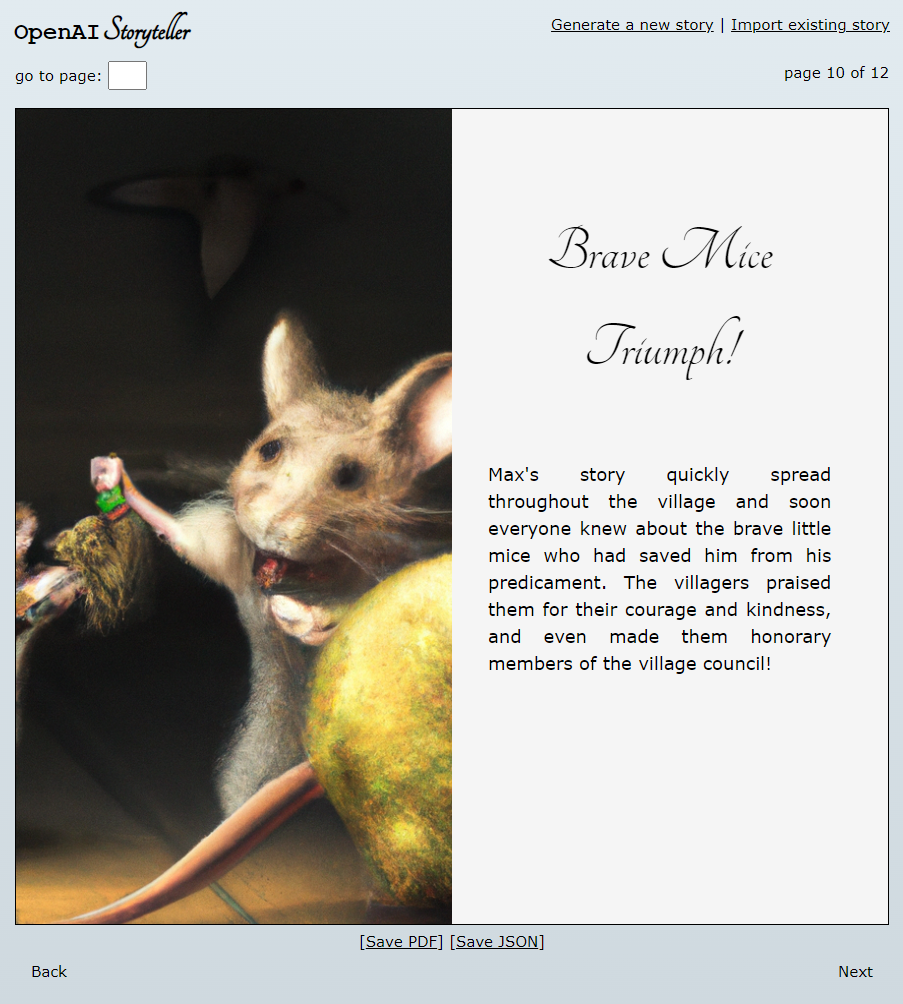 OpenAI Storyteller
Generate a new story | Import existing story
go to page:
page 10 of 12
Brave Mice
Triumph!
Max's story quickly spread
throughout the village and soon
everyone knew about the brave little
mice who had saved him from his
predicament. The villagers praised
them for their courage and kindness,
and even made them honorary
members of the village council!
[Save PDF] [Save JSON]
Back
Next